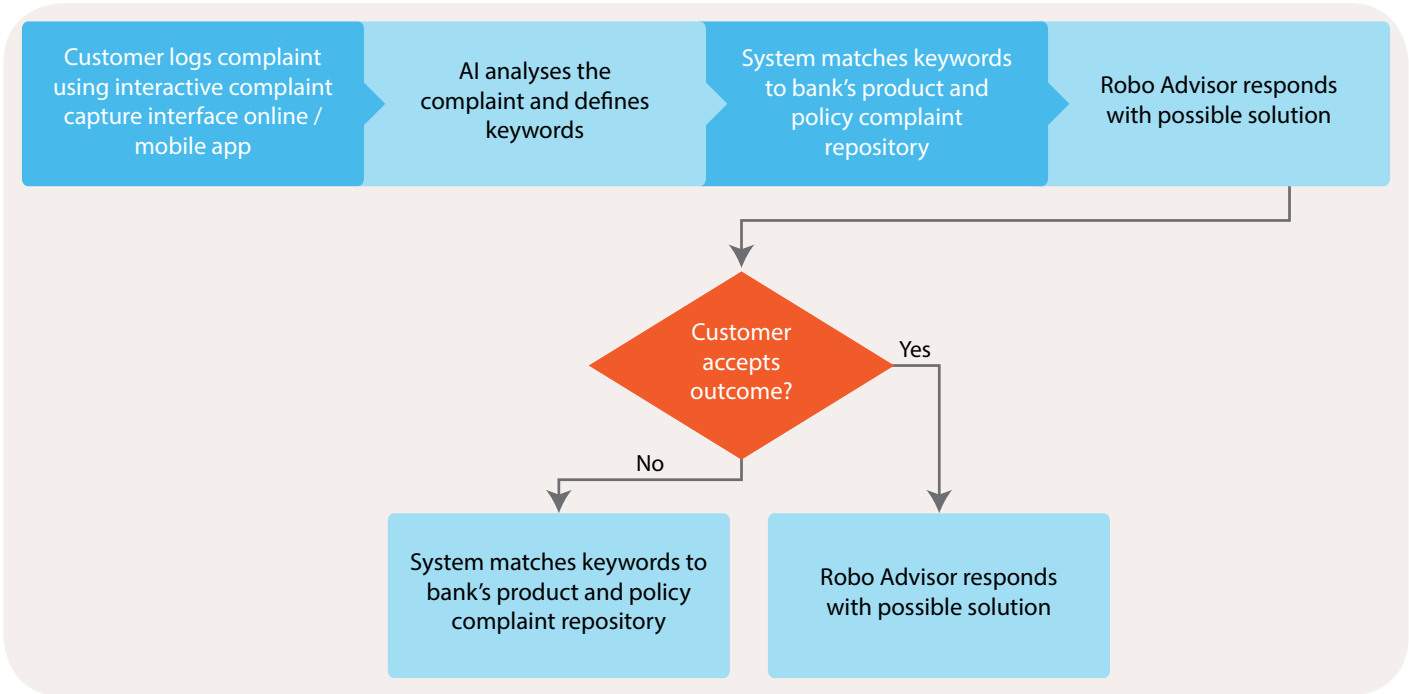 Customer logs complaint
using interactive complaint
capture interface online /
mobile app
AI analyses the
complaint and defines
keywords
System matches keywords
to bank's product and
policy complaint
repository
Robo Advisor responds
with possible solution
Customer
accepts
outcome?
Yes
No
System matches keywords to
bank's product and policy
complaint repository
Robo Advisor responds
with possible solution